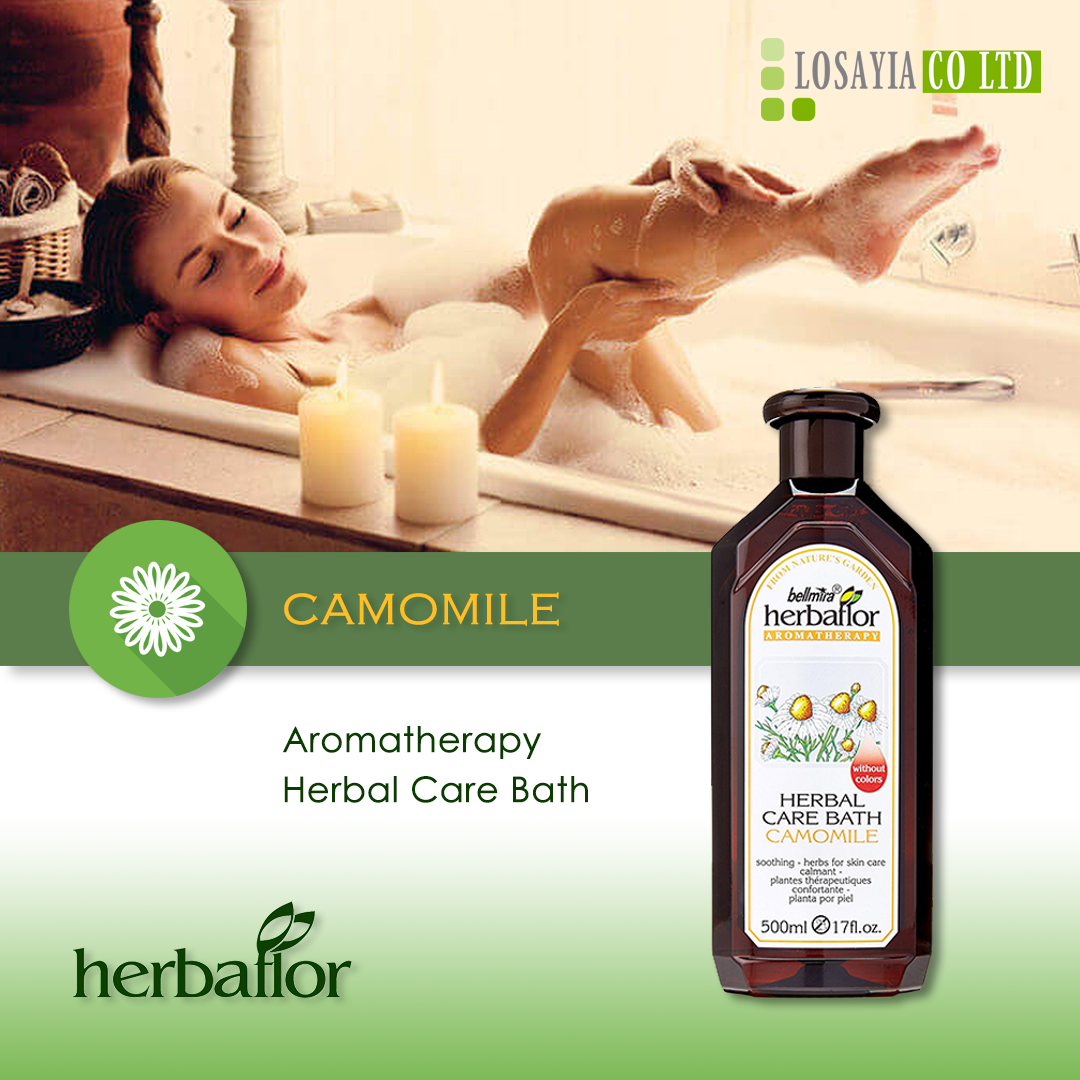 LOSAYIA CO LTD
CAMOMILE
Aromatherapy
Herbal Care Bath
herbaflor
FROM NATURE'S GARDEN
bellmira®
herbaflor
AROMATHERAPY
without
colors
HERBAL
CARE BATH
CAMOMILE
soothing - herbs for skin care
calmant -
plantes thérapeutiques
confortante -
planta por piel
500ml 17fl.oz.